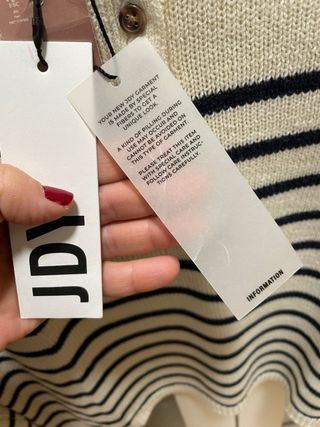 YOUR NEW JDY GARMENT
IS MADE BY SPECIAL
FIBERS TO GET A
UNIQUE LOOK.
A KIND OF PILLING DURING
USE MAY OCCUR AND
CANNOT BE AVOIDED ON
THIS TYPE OF GARMENT.
PLEASE TREAT THIS ITEM
WITH SPECIAL CARE AND
FOLLOW CARE INSTRUC-
TIONS CAREFULLY.
INFORMATION
JDY